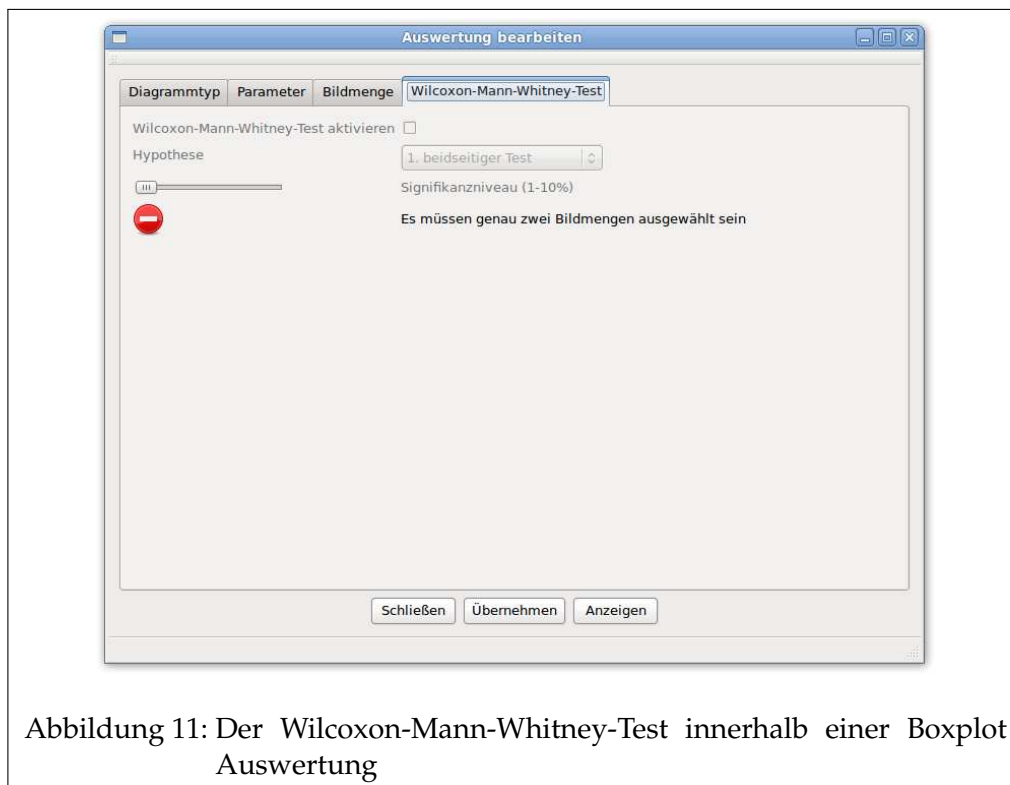 Auswertung bearbeiten
Diagrammtyp Parameter Bildmenge Wilcoxon-Mann-Whitney-Test
Wilcoxon-Mann-Whitney-Test aktivieren
Hypothese 1. beidseitiger Test
Signifikanzniveau (1-10%)
Es müssen genau zwei Bildmengen ausgewählt sein
Schließen Übernehmen Anzeigen
Abbildung 11: Der Wilcoxon-Mann-Whitney-Test innerhalb einer Boxplot
Auswertung